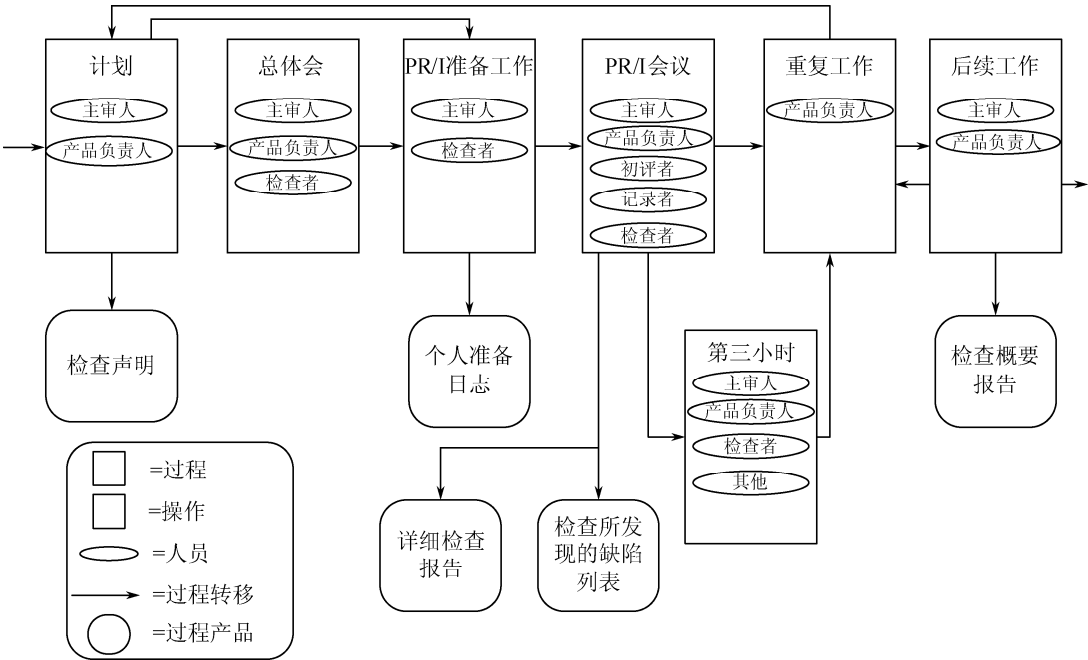 计划
主审人
产品负责人
总体会
主审人
产品负责人
检查者
PR/I准备工作
主审人
检查者
PR/I会议
主审人
产品负责人
初评者
记录者
检查者
重复工作
产品负责人
后续工作
主审人
产品负责人
检查声明
个人准备
日志
第三小时
主审人
产品负责人
检查者
其他
检查概要
报告
详细检查
报告
检查所发
现的缺陷
列表
=过程
=操作
=人员
=过程转移
=过程产品